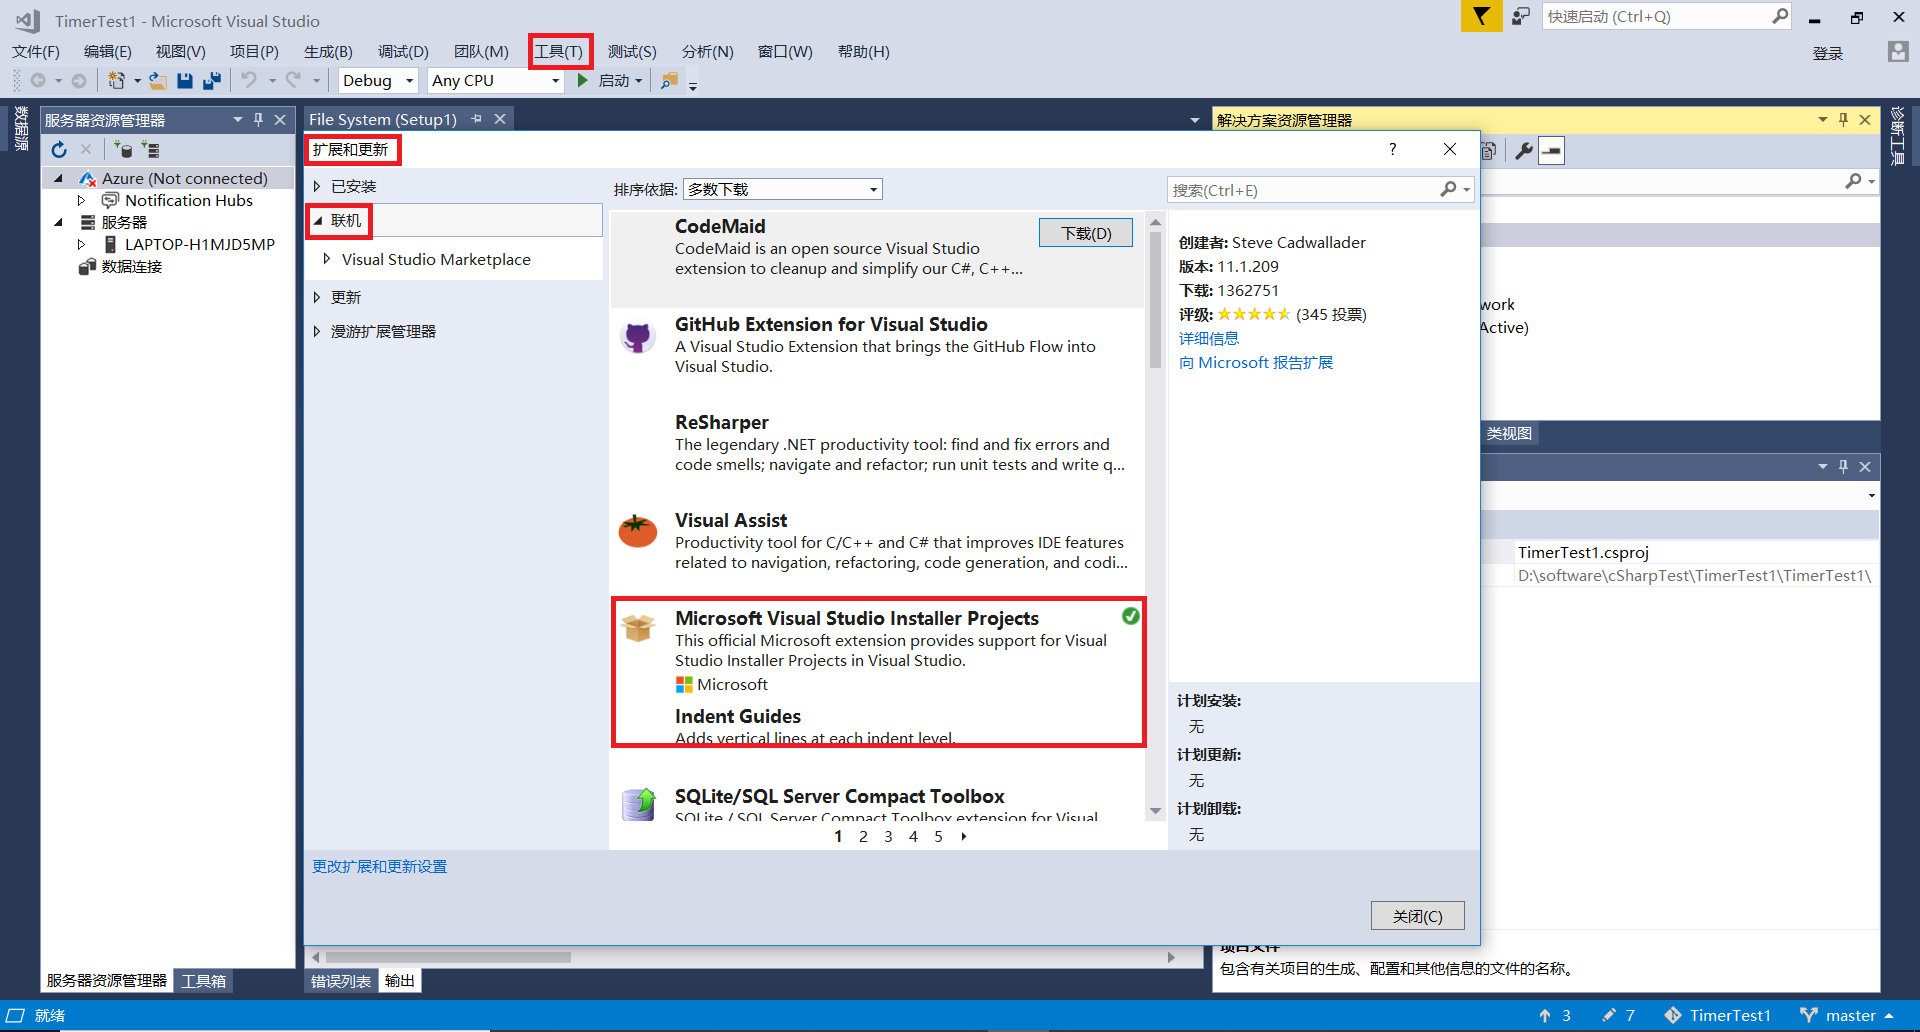 TimerTest1 - Microsoft Visual Studio
快速启动 (Ctrl+Q)
文件(F) 编辑(E) 视图(V) 项目(P) 生成(B) 调试(D) 团队(M) 工具(T) 测试(S) 分析(N) 窗口(W) 帮助(H)
登录
Debug Any CPU 启动
数据源
服务器资源管理器
Azure (Not connected)
Notification Hubs
服务器
LAPTOP-H1MJD5MP
数据连接
服务器资源管理器 工具箱
File System (Setup1)
扩展和更新
?
已安装
联机
Visual Studio Marketplace
更新
漫游扩展管理器
排序依据: 多数下载
CodeMaid
CodeMaid is an open source Visual Studio
extension to cleanup and simplify our C#, C++...
下载(D)
GitHub Extension for Visual Studio
A Visual Studio Extension that brings the GitHub Flow into
Visual Studio.
ReSharper
The legendary .NET productivity tool: find and fix errors and
code smells; navigate and refactor; run unit tests and write q...
Visual Assist
Productivity tool for C/C++ and C# that improves IDE features
related to navigation, refactoring, code generation, and codi...
Microsoft Visual Studio Installer Projects
This official Microsoft extension provides support for Visual
Studio Installer Projects in Visual Studio.
Microsoft
Indent Guides
Adds vertical lines at each indent level.
SQLite/SQL Server Compact Toolbox
SQLite / SQL Server Compact Toolbox extension for Visual
1 2 3 4 5
搜索(Ctrl+E)
创建者: Steve Cadwallader
版本: 11.1.209
下载: 1362751
评级: (345 投票)
详细信息
向 Microsoft 报告扩展
计划安装:
无
计划更新:
无
计划卸载:
无
更改扩展和更新设置
关闭(C)
错误列表 输出
解决方案资源管理器
work
Active)
类视图
TimerTest1.csproj
D:\software\cSharpTest\TimerTest1\TimerTest1\
项目文件
包含有关项目的生成、配置和其他信息的文件的名称。
诊断工具
就绪
3 7 TimerTest1 master